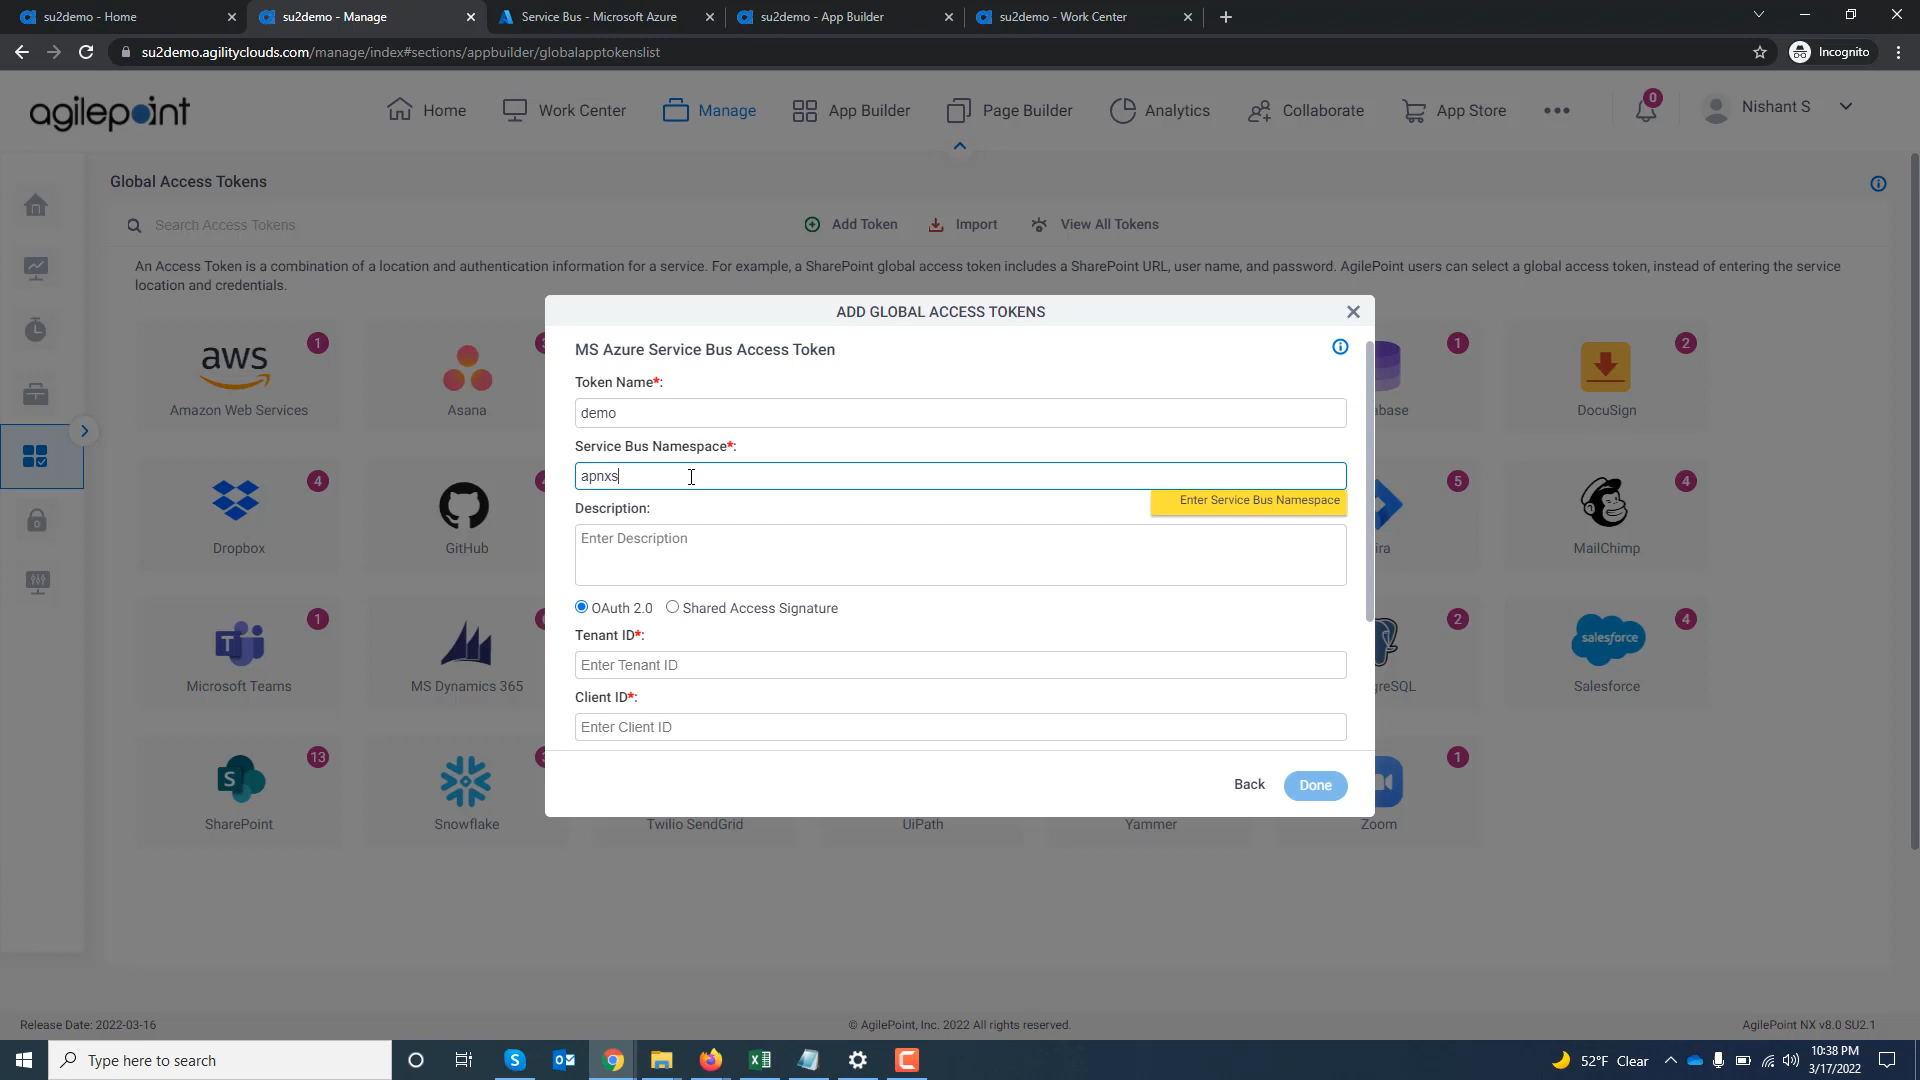 su2demo - Home
su2demo - Manage
Service Bus - Microsoft Azure
su2demo - App Builder
su2demo - Work Center
su2demo.agilityclouds.com/manage/index#sections/appbuilder/globalapptokenslist
Incognito
agilepoint
Home
Work Center
Manage
App Builder
Page Builder
Analytics
Collaborate
App Store
0
Nishant S
Global Access Tokens
Search Access Tokens
Add Token
Import
View All Tokens
An Access Token is a combination of a location and authentication information for a service. For example, a SharePoint global access token includes a SharePoint URL, user name, and password. AgilePoint users can select a global access token, instead of entering the service
location and credentials.
ADD GLOBAL ACCESS TOKENS
MS Azure Service Bus Access Token
Token Name*:
demo
Service Bus Namespace*:
apnxs
Enter Service Bus Namespace
Description:
Enter Description
OAuth 2.0
Shared Access Signature
Tenant ID*:
Enter Tenant ID
Client ID*:
Enter Client ID
Back
Done
aws
1
Amazon Web Services
Asana
abase
1
DocuSign
2
Dropbox
4
GitHub
ira
5
MailChimp
4
Microsoft Teams
1
MS Dynamics 365
greSQL
2
salesforce
Salesforce
4
SharePoint
13
Snowflake
Twilio SendGrid
UiPath
Yammer
Zoom
1
Release Date: 2022-03-16
© AgilePoint, Inc. 2022 All rights reserved.
AgilePoint NX v8.0 SU2.1
Type here to search
52°F Clear
10:38 PM
3/17/2022